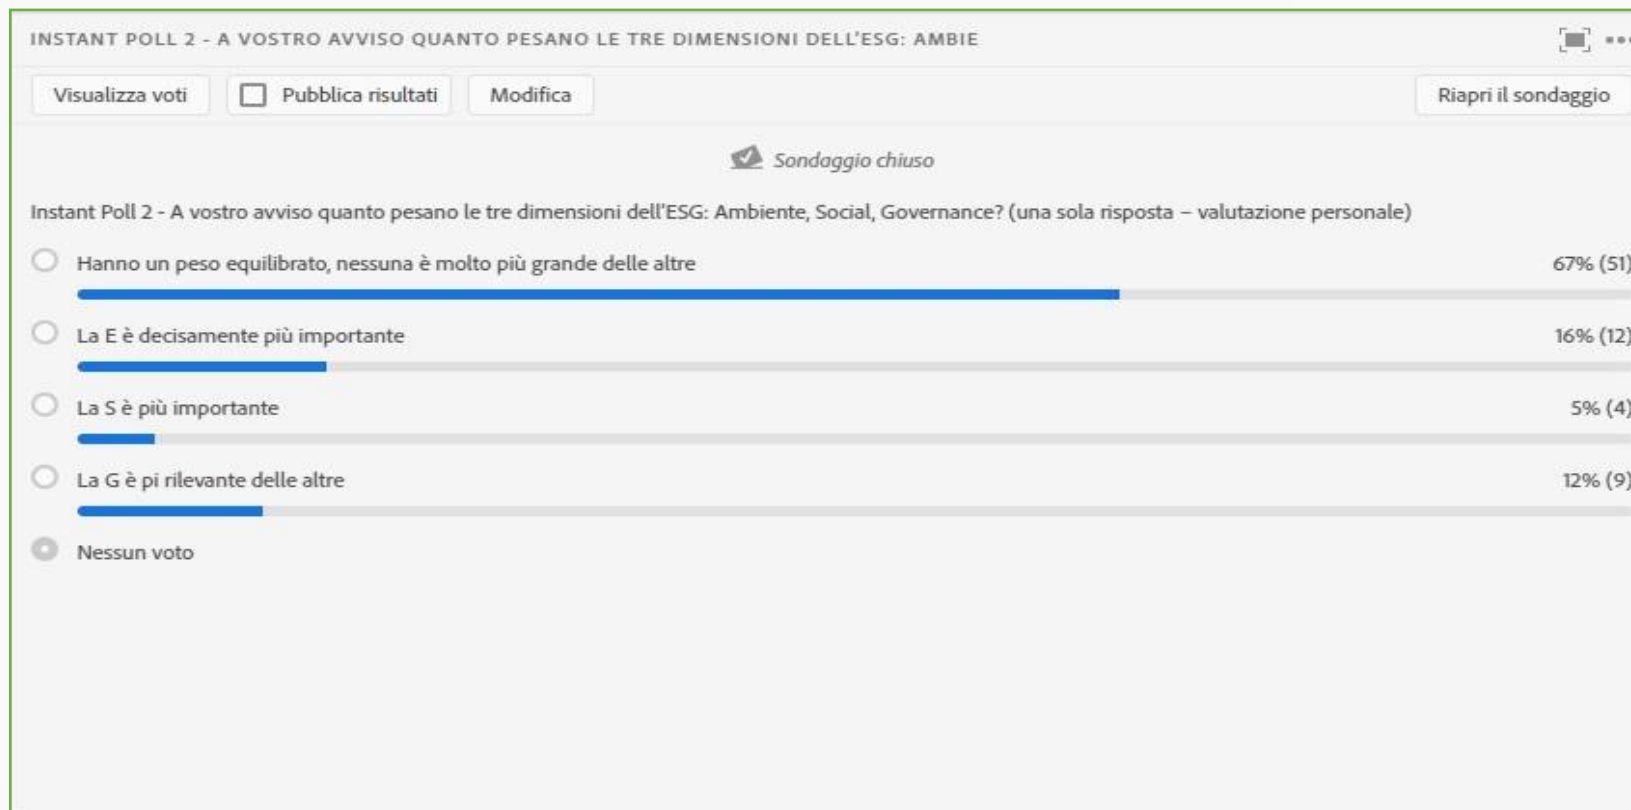 INSTANT POLL 2 - A VOSTRO AVVISO QUANTO PESANO LE TRE DIMENSIONI DELL'ESG: AMBIE
Visualizza voti Pubblica risultati Modifica Riapri il sondaggio
Sondaggio chiuso
Instant Poll 2 - A vostro avviso quanto pesano le tre dimensioni dell'ESG: Ambiente, Social, Governance? (una sola risposta – valutazione personale)
Hanno un peso equilibrato, nessuna è molto più grande delle altre 67% (51)
La E è decisamente più importante 16% (12)
La S è più importante 5% (4)
La G è pi rilevante delle altre 12% (9)
Nessun voto